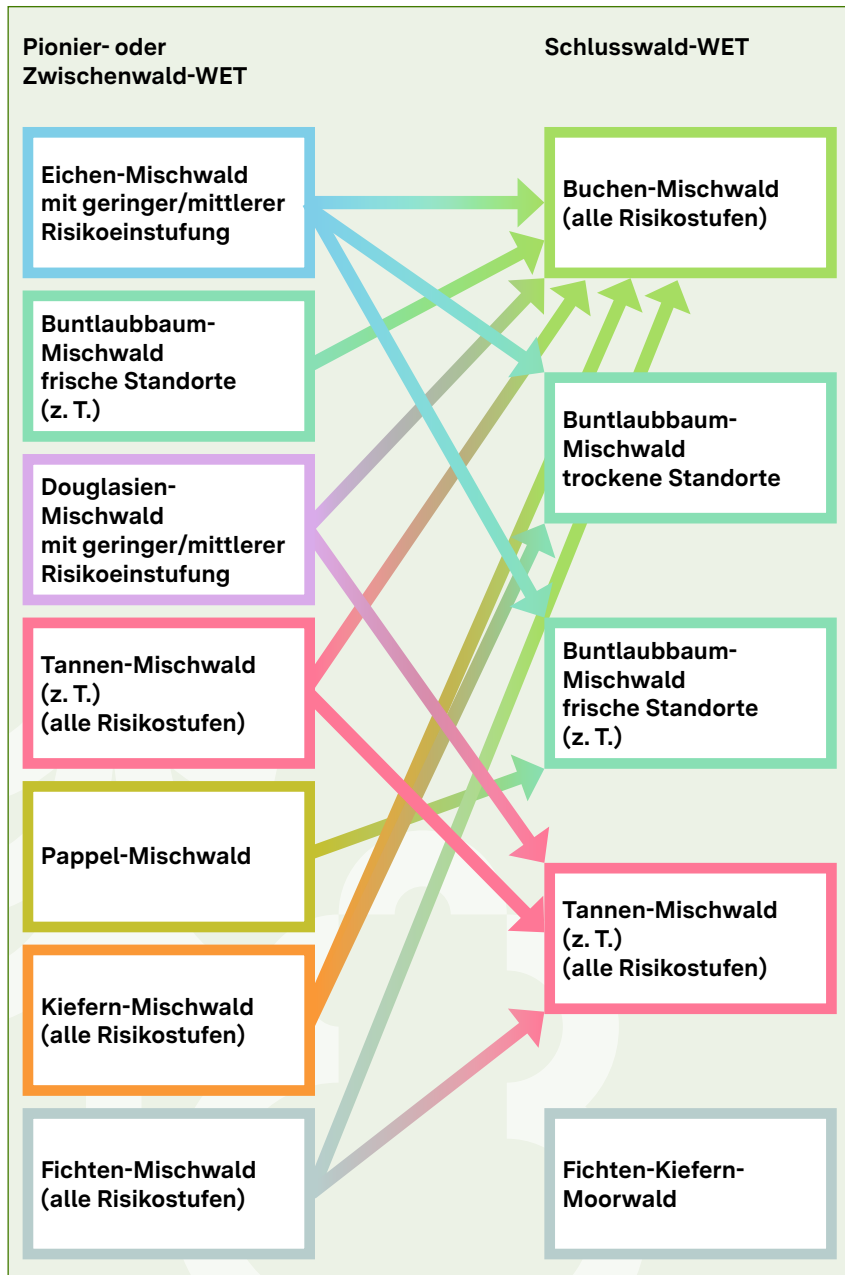 Pionier- oder
Zwischenwald-WET
Eichen-Mischwald
mit geringer/mittlerer
Risikoeinstufung
Buntlaubbaum-
Mischwald
frische Standorte
(z. T.)
Douglasien-
Mischwald
mit geringer/mittlerer
Risikoeinstufung
Tannen-Mischwald
(z. T.)
(alle Risikostufen)
Pappel-Mischwald
Kiefern-Mischwald
(alle Risikostufen)
Fichten-Mischwald
(alle Risikostufen)
Schlusswald-WET
Buchen-Mischwald
(alle Risikostufen)
Buntlaubbaum-
Mischwald
trockene Standorte
Buntlaubbaum-
Mischwald
frische Standorte
(z. T.)
Tannen-Mischwald
(z. T.)
(alle Risikostufen)
Fichten-Kiefern-
Moorwald